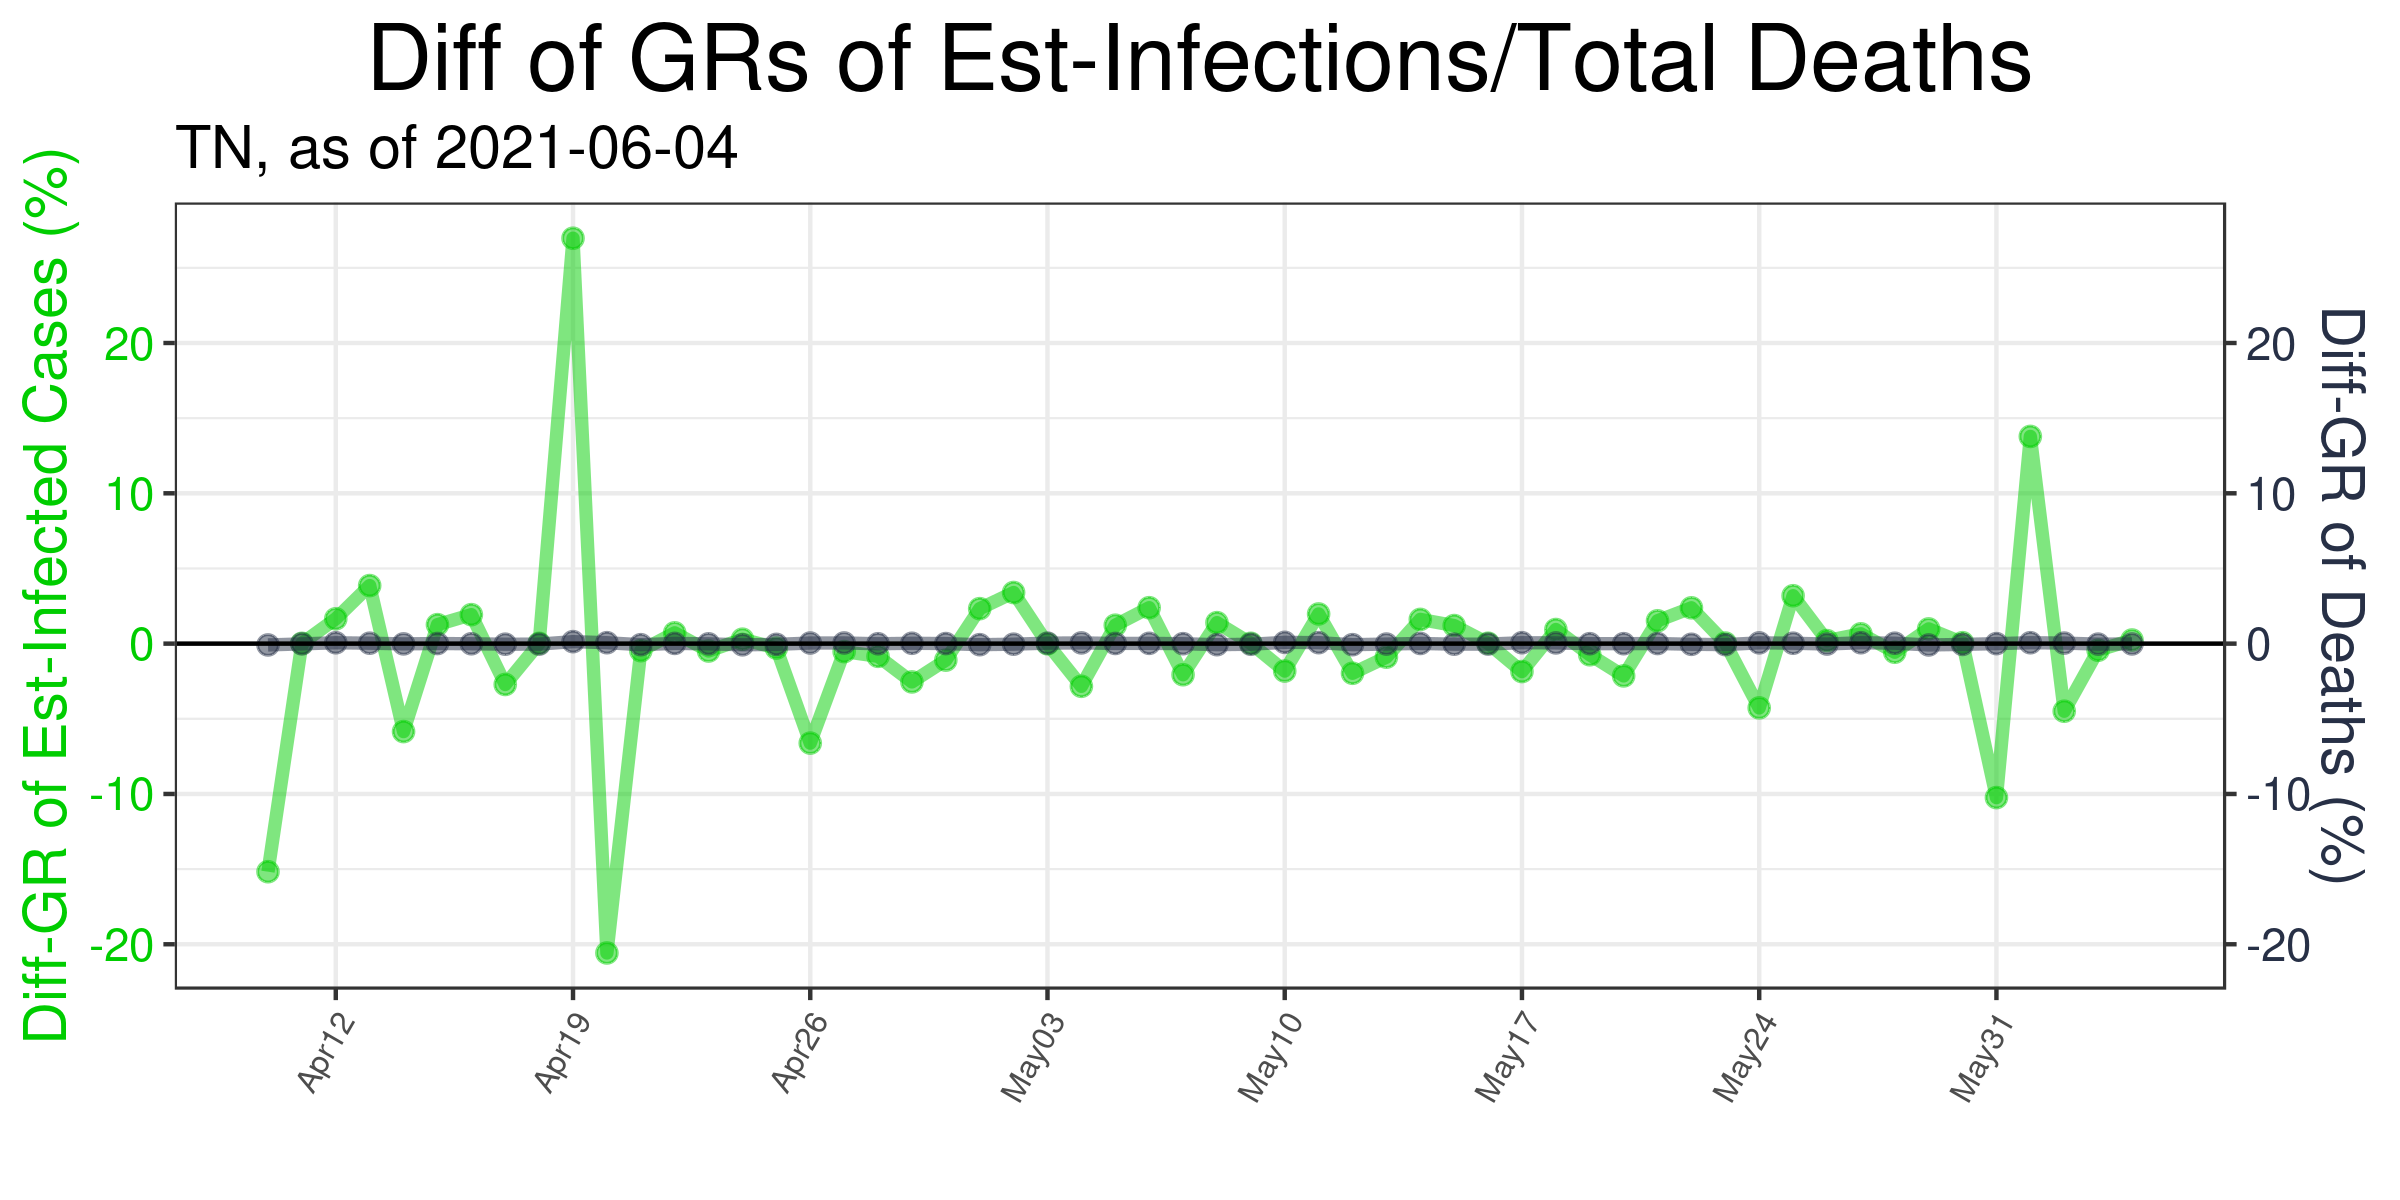 Diff of GRs of Est-Infections/Total Deaths
TN, as of 2021-06-04
Diff-GR of Est-Infected Cases (%)
20
10
0
-10
-20
20
10
0
-10
-20
Diff-GR of Deaths (%)
Apr12
Apr19
Apr26
May03
May10
May17
May24
May31